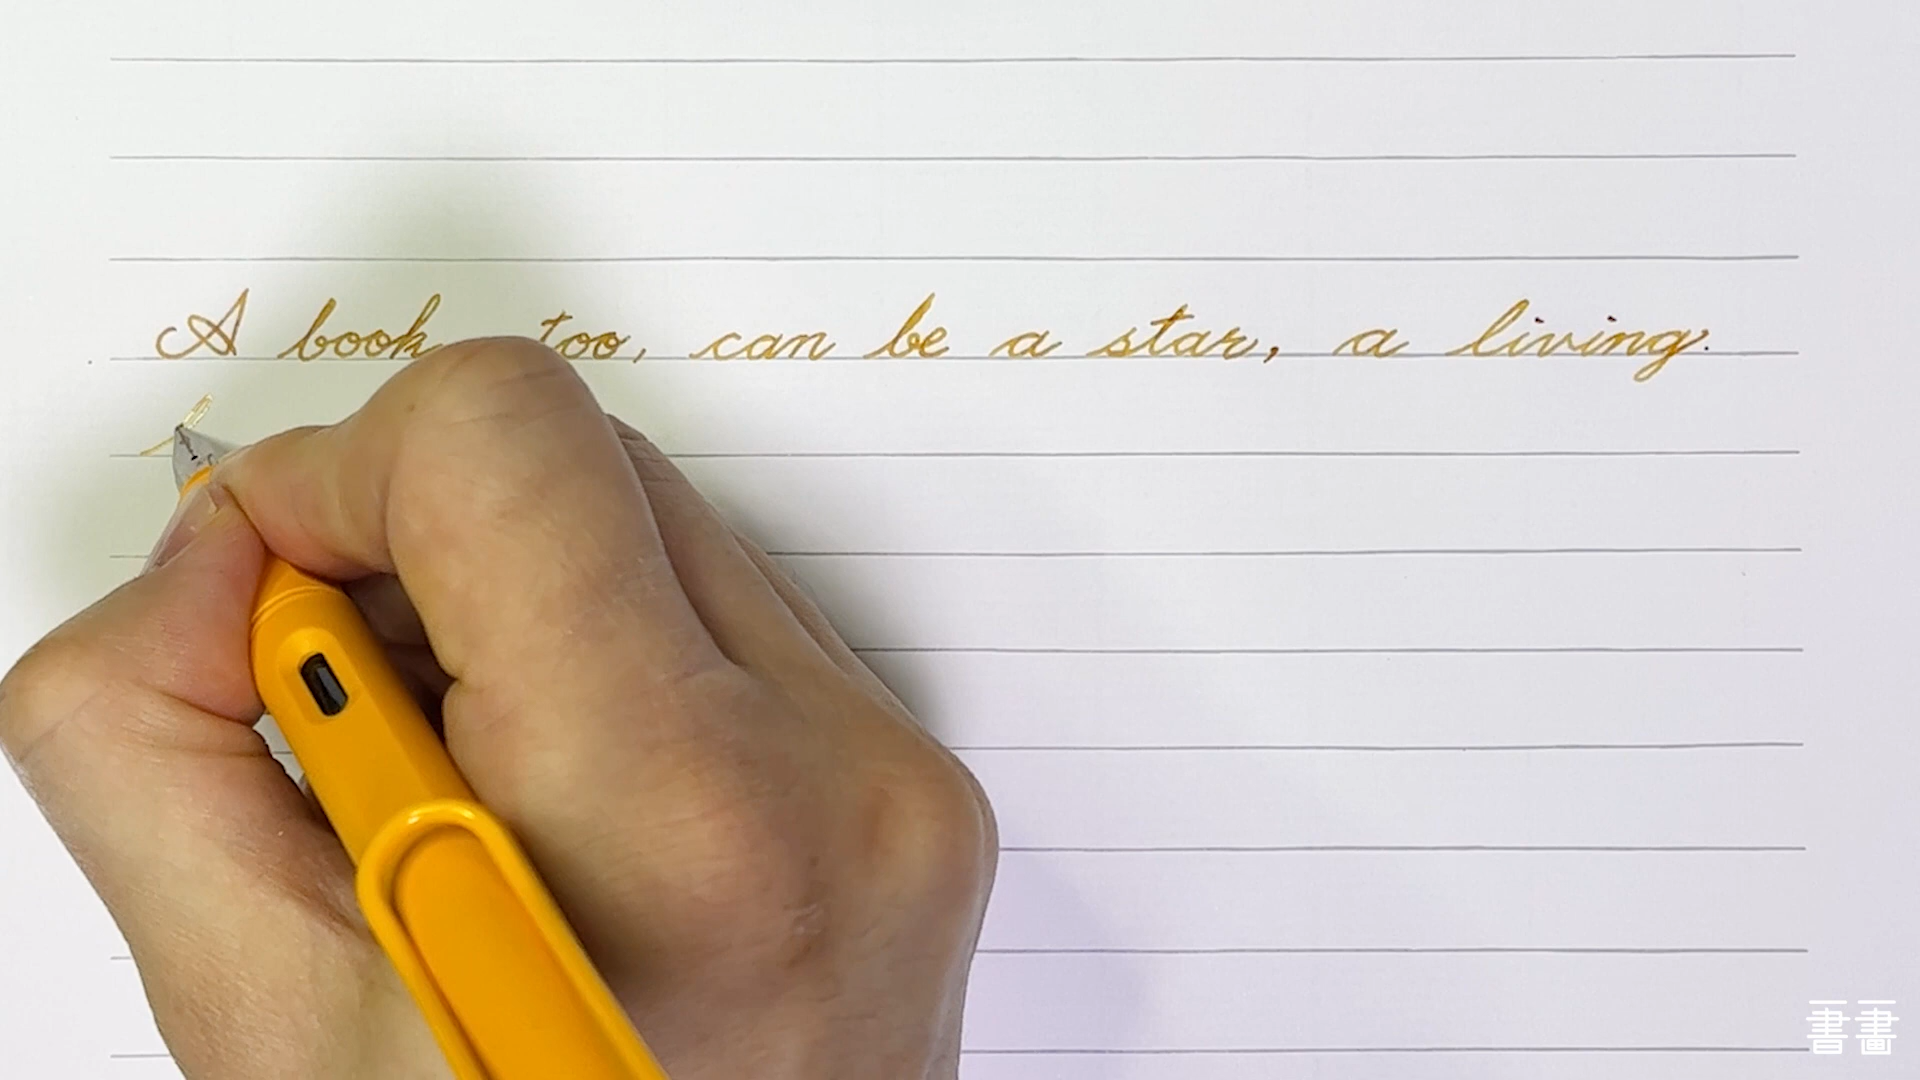 A book too, can be a star, a living
書畫